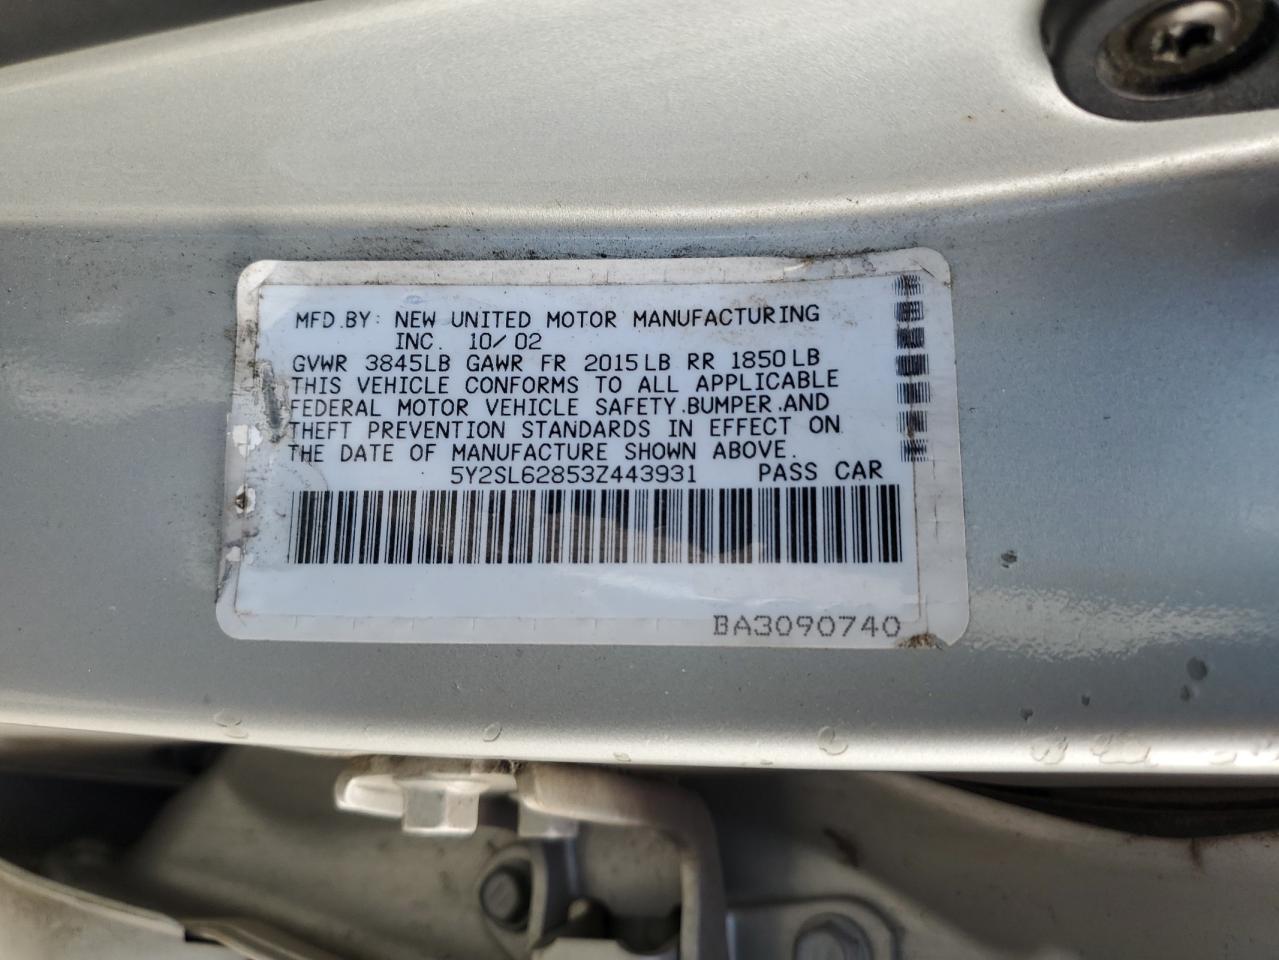 MFD.BY: NEW UNITED MOTOR MANUFACTURING
INC. 10/02
GVWR 3845LB GAWR FR 2015LB RR 1850LB
THIS VEHICLE CONFORMS TO ALL APPLICABLE
FEDERAL MOTOR VEHICLE SAFETY.BUMPER.AND
THEFT PREVENTION STANDARDS IN EFFECT ON
THE DATE OF MANUFACTURE SHOWN ABOVE.
5Y2SL62853Z443931 PASS CAR
BA3090740